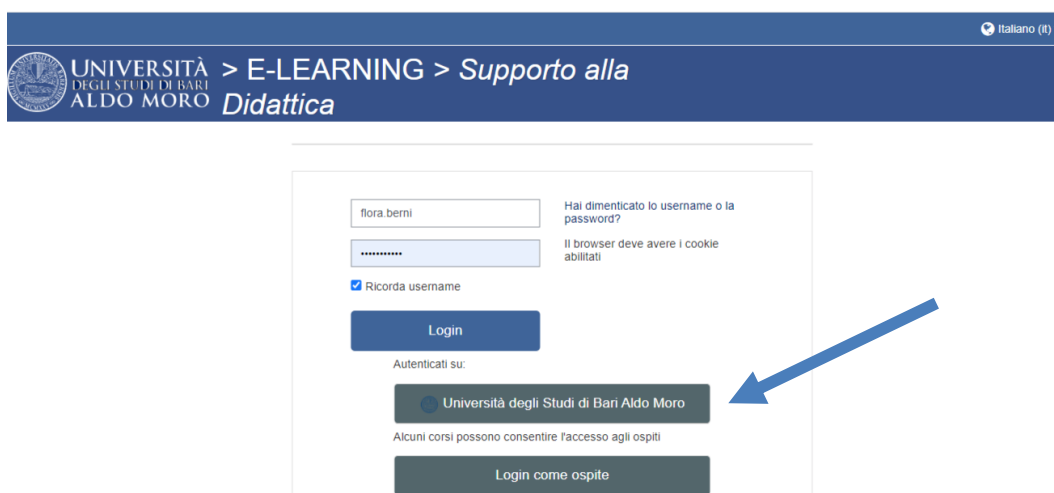 Italiano (it)
UNIVERSITÀ
DEGLI STUDI DI BARI
ALDO MORO
> E-LEARNING > Supporto alla
Didattica
flora.berni
Hai dimenticato lo username o la
password?
•••••••••••
Il browser deve avere i cookie
abilitati
Ricorda username
Login
Autenticati su:
Università degli Studi di Bari Aldo Moro
Alcuni corsi possono consentire l'accesso agli ospiti
Login come ospite